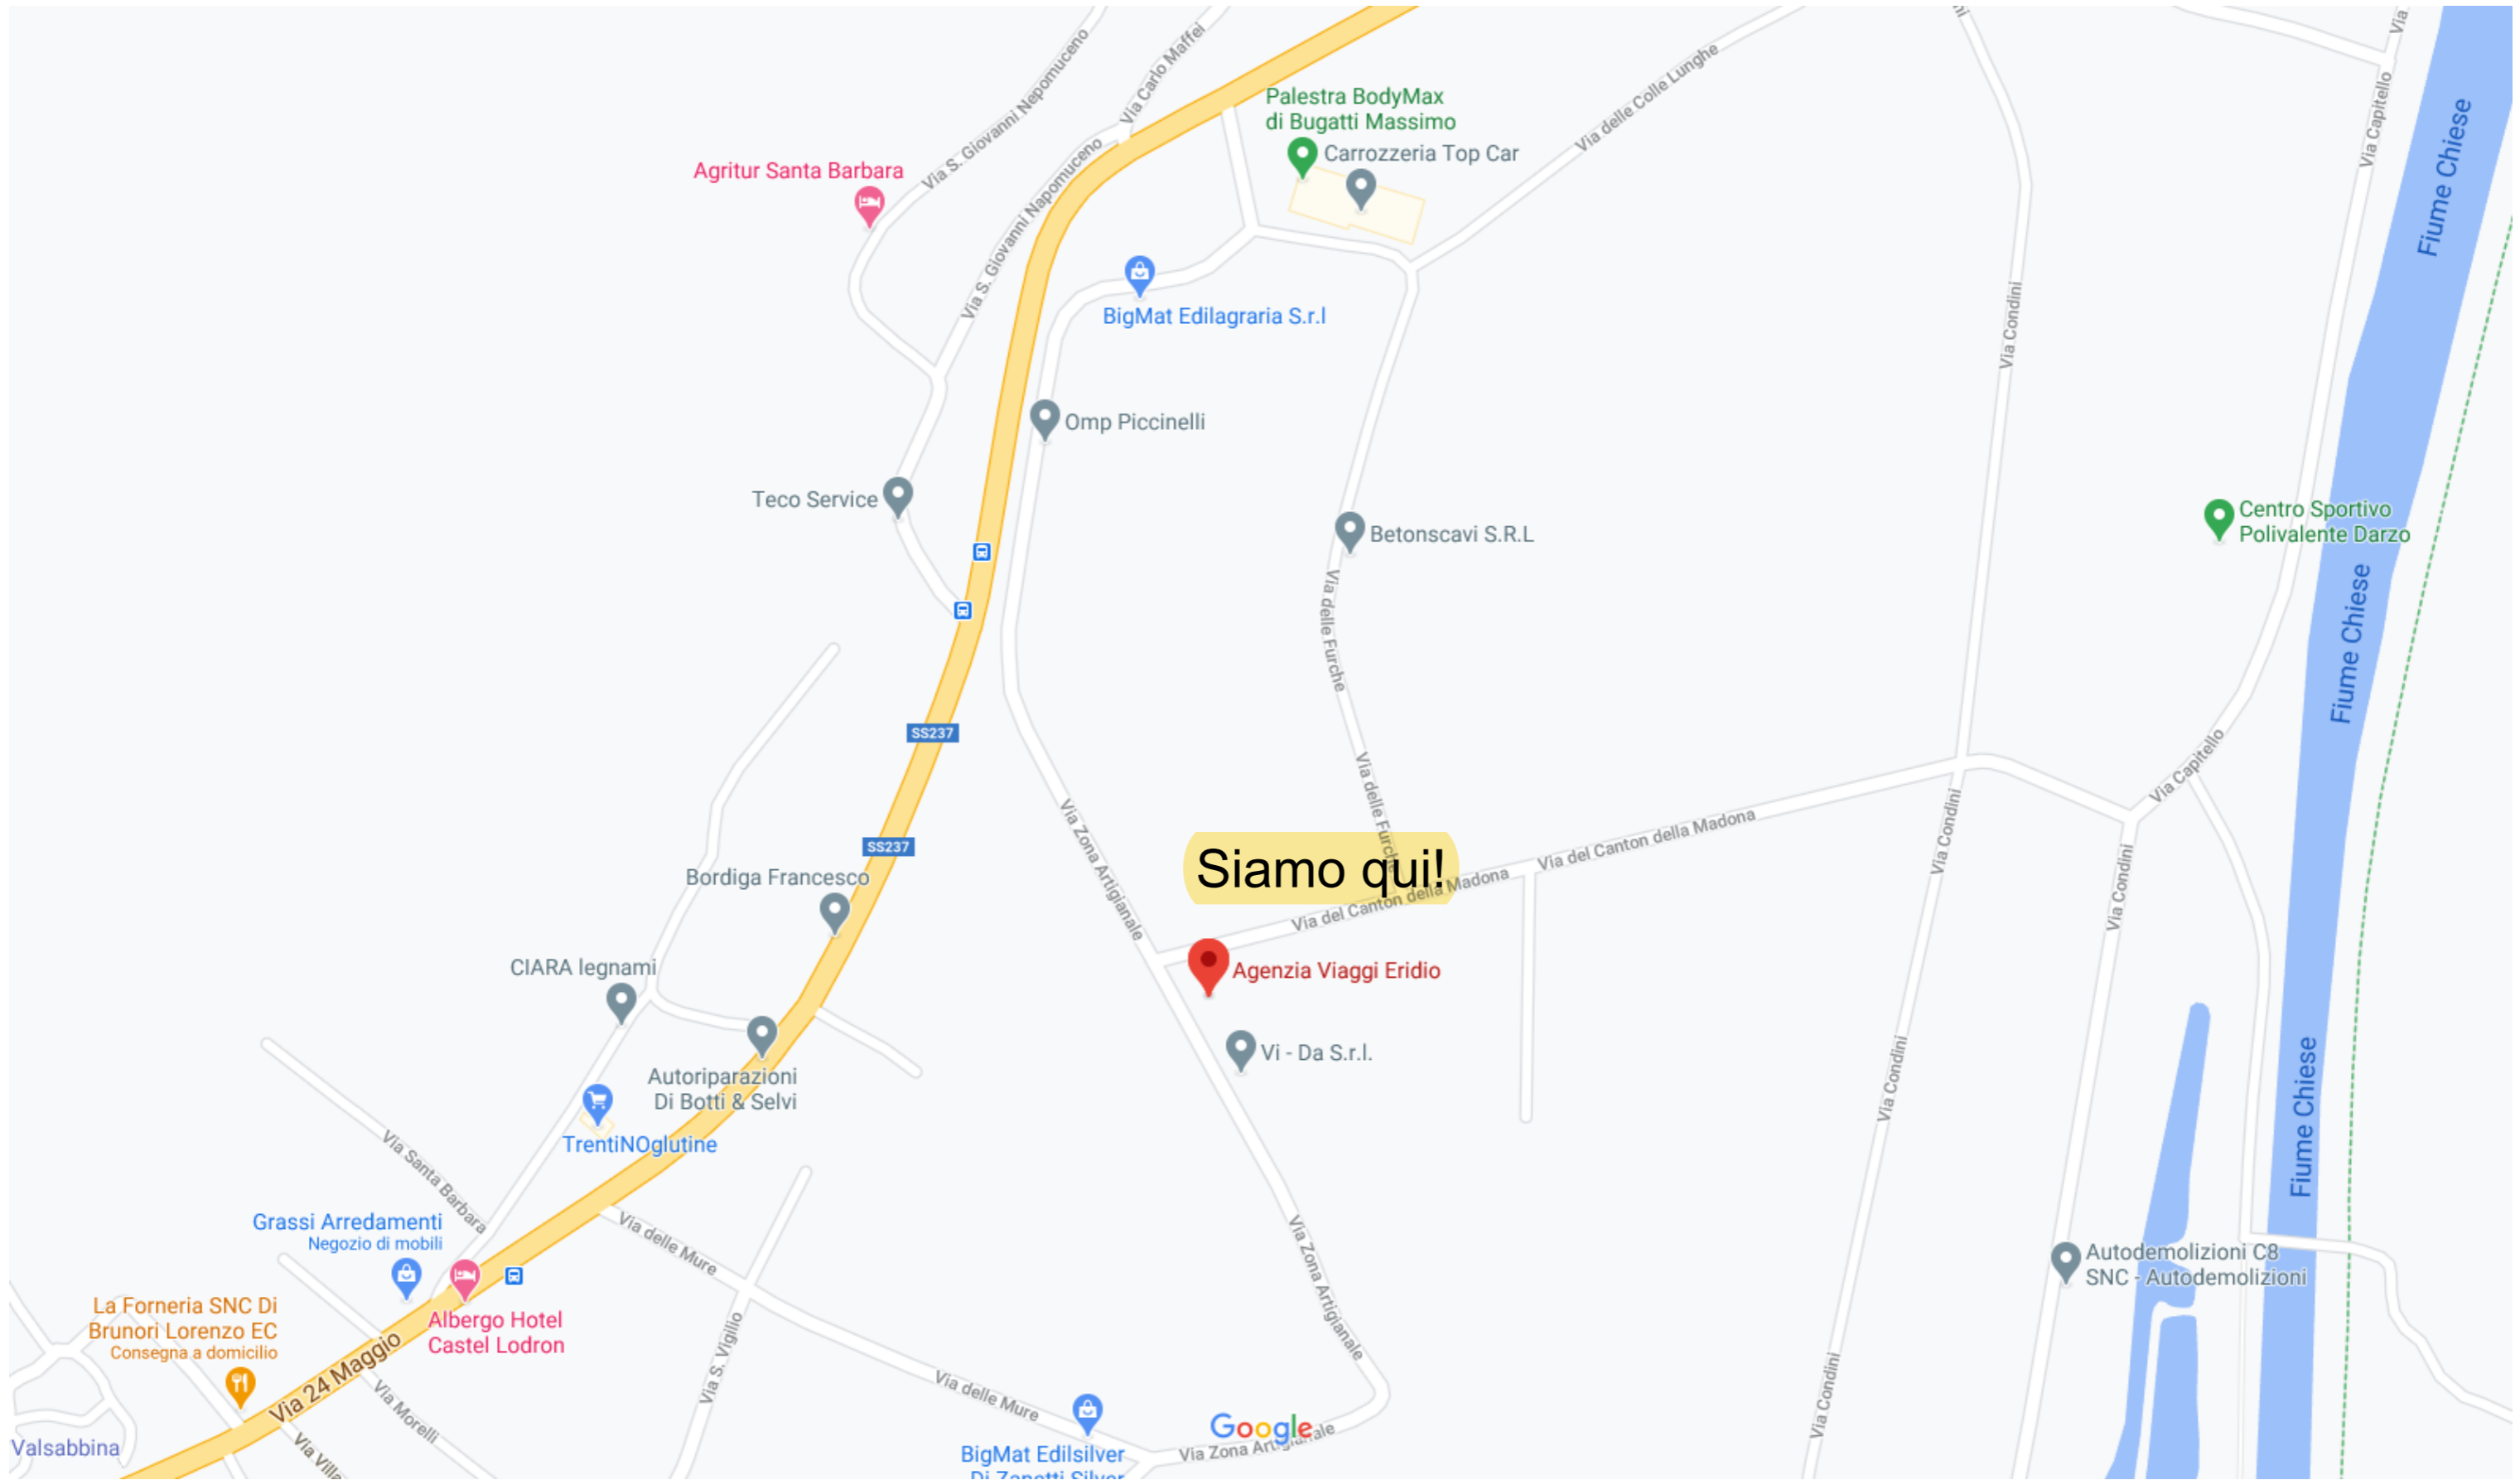 Via
Via S. Giovanni Nepomuceno
Via Carlo Maffei
Palestra BodyMax
di Bugatti Massimo
Carrozzeria Top Car
Via delle Colle Lunghe
Via Capitello
Fiume Chiese
Agritur Santa Barbara
Via S. Giovanni Napomuceno
BigMat Edilagraria S.r.l
Via Condini
Omp Piccinelli
Teco Service
Betonscavi S.R.L
Centro Sportivo
Polivalente Darzo
Via delle Furche
Fiume Chiese
SS237
Via Capitello
Via Zona Artigianale
Via delle Furche
Via del Canton della Madona
Via Condini
SS237
Siamo qui!
Via del Canton della Madona
Via Condini
Bordiga Francesco
CIARA legnami
Agenzia Viaggi Eridio
Vi - Da S.r.l.
Via Condini
Fiume Chiese
Autoriparazioni
Di Botti & Selvi
TrentiNOglutine
Via Santa Barbara
Grassi Arredamenti
Negozio di mobili
Via delle Mure
Via Zona Artigianale
Autodemolizioni C8
SNC - Autodemolizioni
La Forneria SNC Di
Brunori Lorenzo EC
Consegna a domicilio
Albergo Hotel
Castel Lodron
Via 24 Maggio
Via S. Vigilio
Via Morelli
Via delle Mure
Via Condini
Google
Via Zona Artigianale
Valsabbina
Via Villa
BigMat Edilsilver
Di Zanetti Silver